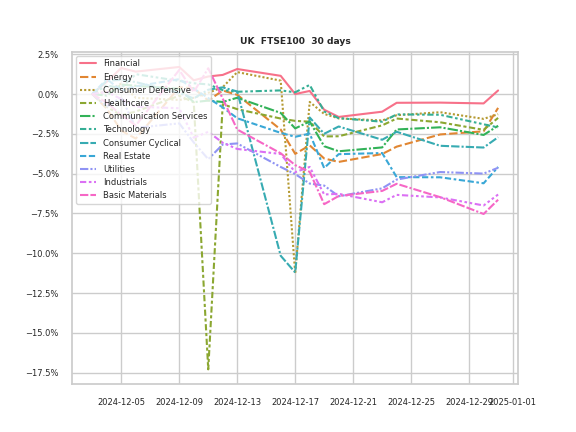 UK FTSE100 30 days
2.5%
0.0%
−2.5%
−5.0%
−7.5%
−10.0%
−12.5%
−15.0%
−17.5%
Financial
Energy
Consumer Defensive
Healthcare
Communication Services
Technology
Consumer Cyclical
Real Estate
Utilities
Industrials
Basic Materials
2024-12-05 2024-12-09 2024-12-13 2024-12-17 2024-12-21 2024-12-25 2024-12-29 2025-01-01